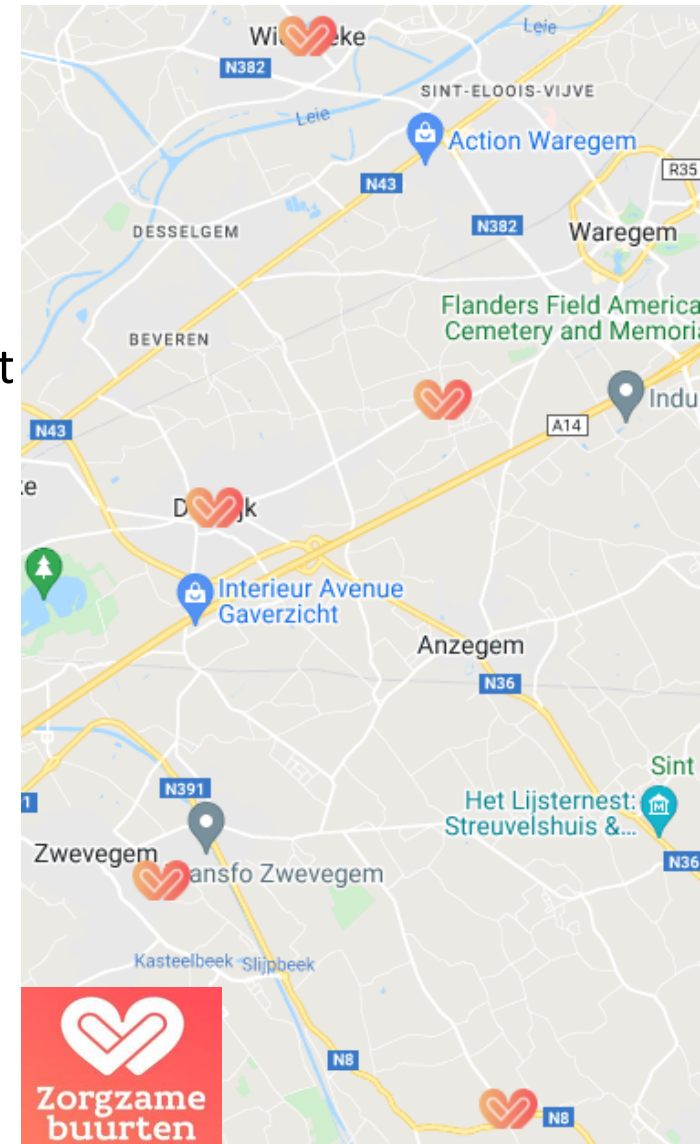 Leie
N382
SINT-ELOOIS-VIJVE
Leie
Action Waregem
R35
N43
DESSELGEM
N382
Waregem
Flanders Field America
Cemetery and Memoria
BEVEREN
t
Indu
A14
N43
Interieur Avenue
Gaverzicht
Anzegem
N36
Sint
N391
Het Lijsternest:
Streuvelshuis &...
Zwevegem
N36
ansfo Zwevegem
Kasteelbeek
Slijpbeek
N8
Zorgzame
buurten
N8